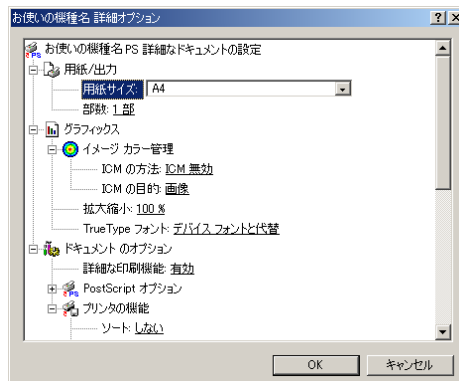 お使いの機種名 詳細オプション
お使いの機種名 PS 詳細なドキュメントの設定
用紙/出力
用紙サイズ: A4
部数: 1 部
グラフィックス
イメージ カラー管理
ICM の方法: ICM 無効
ICM の目的: 画像
拡大縮小: 100 %
TrueType フォント: デバイス フォントと代替
ドキュメント のオプション
詳細な印刷機能: 有効
PostScript オプション
プリンタの機能
ソート: しない
OK キャンセル